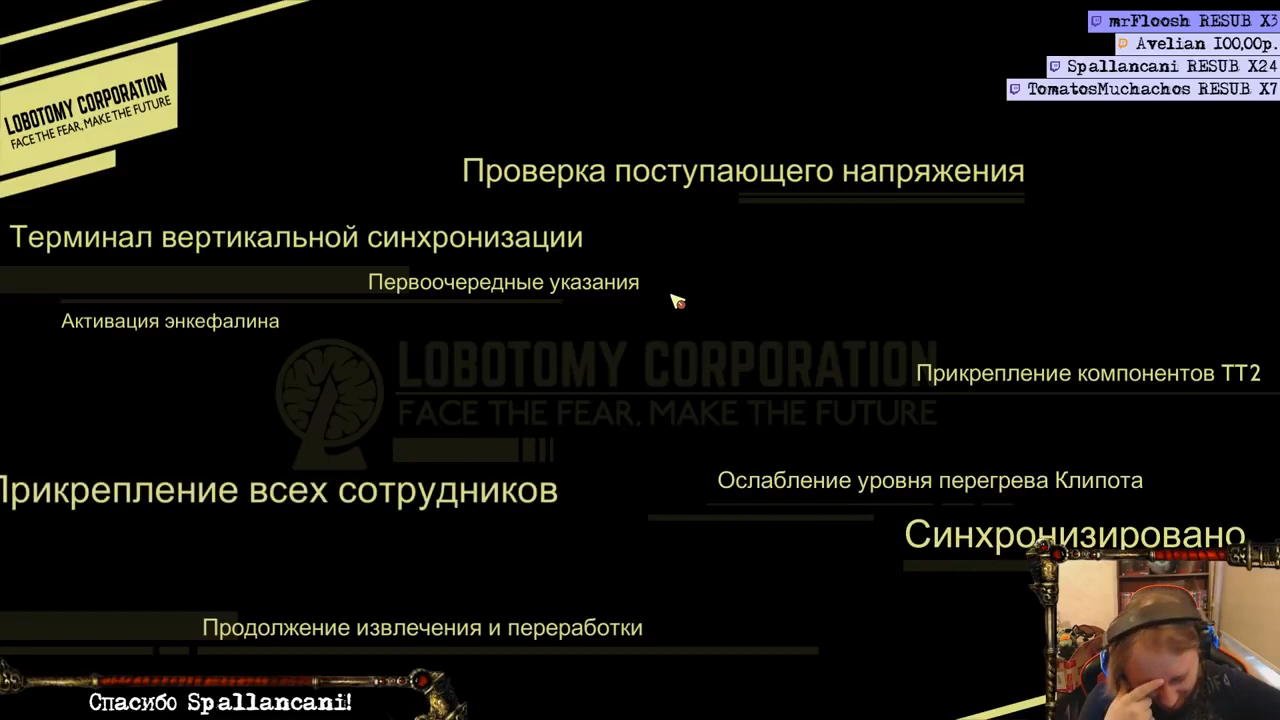 mrFloosh RESUB X3
Avelian 100,00р.
Spallancani RESUB X24
TomatosMuchachos RESUB X7
LOBOTOMY CORPORATION
FACE THE FEAR, MAKE THE FUTURE
Проверка поступающего напряжения
Терминал вертикальной синхронизации
Первоочередные указания
Активация энкефалина
LOBOTOMY CORPORATION
FACE THE FEAR, MAKE THE FUTURE
Прикрепление компонентов TT2
Прикрепление всех сотрудников
Ослабление уровня перегрева Клипота
Синхронизировано
Продолжение извлечения и переработки
Спасибо Spallancani!